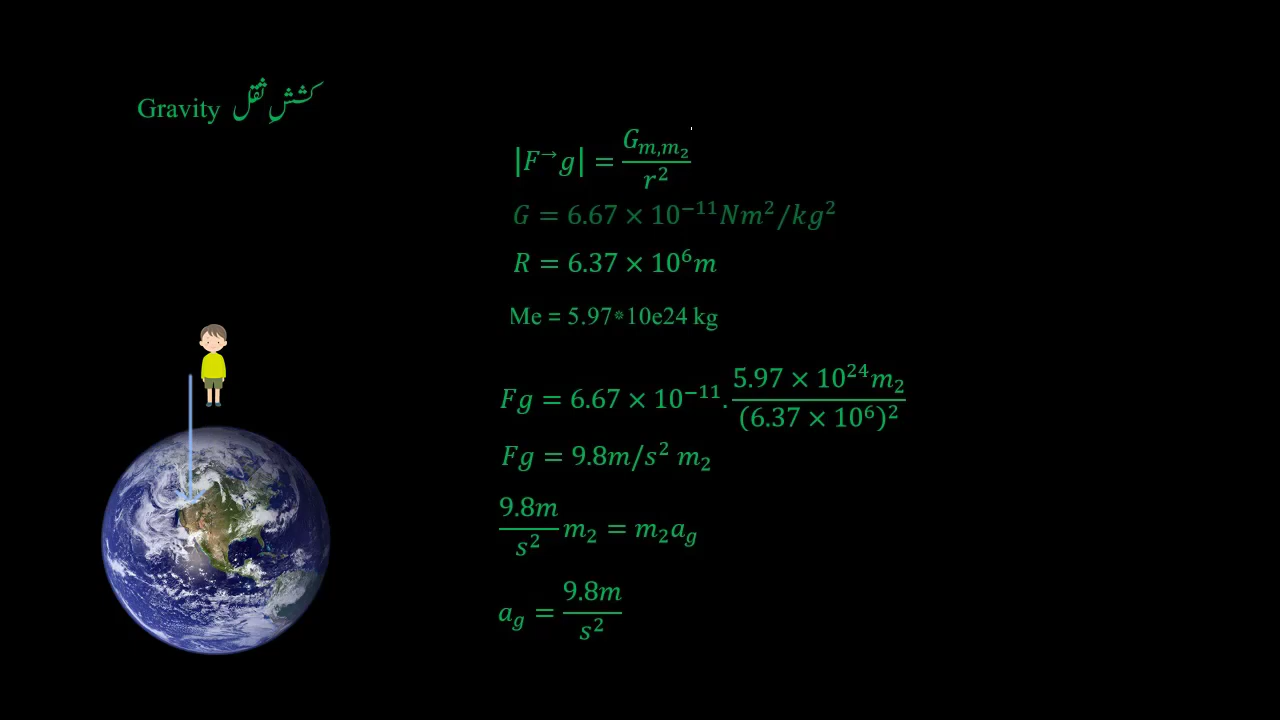 Gravity کششِ ثقل
|F→g| = G_{m,m_2} / r²
G = 6.67 × 10⁻¹¹Nm²/kg²
R = 6.37 × 10⁶m
Me = 5.97*10e24 kg
Fg = 6.67 × 10⁻¹¹ . 5.97 × 10²⁴m₂ / (6.37 × 10⁶)²
Fg = 9.8m/s² m₂
9.8m / s² m₂ = m₂a_g
a_g = 9.8m / s²